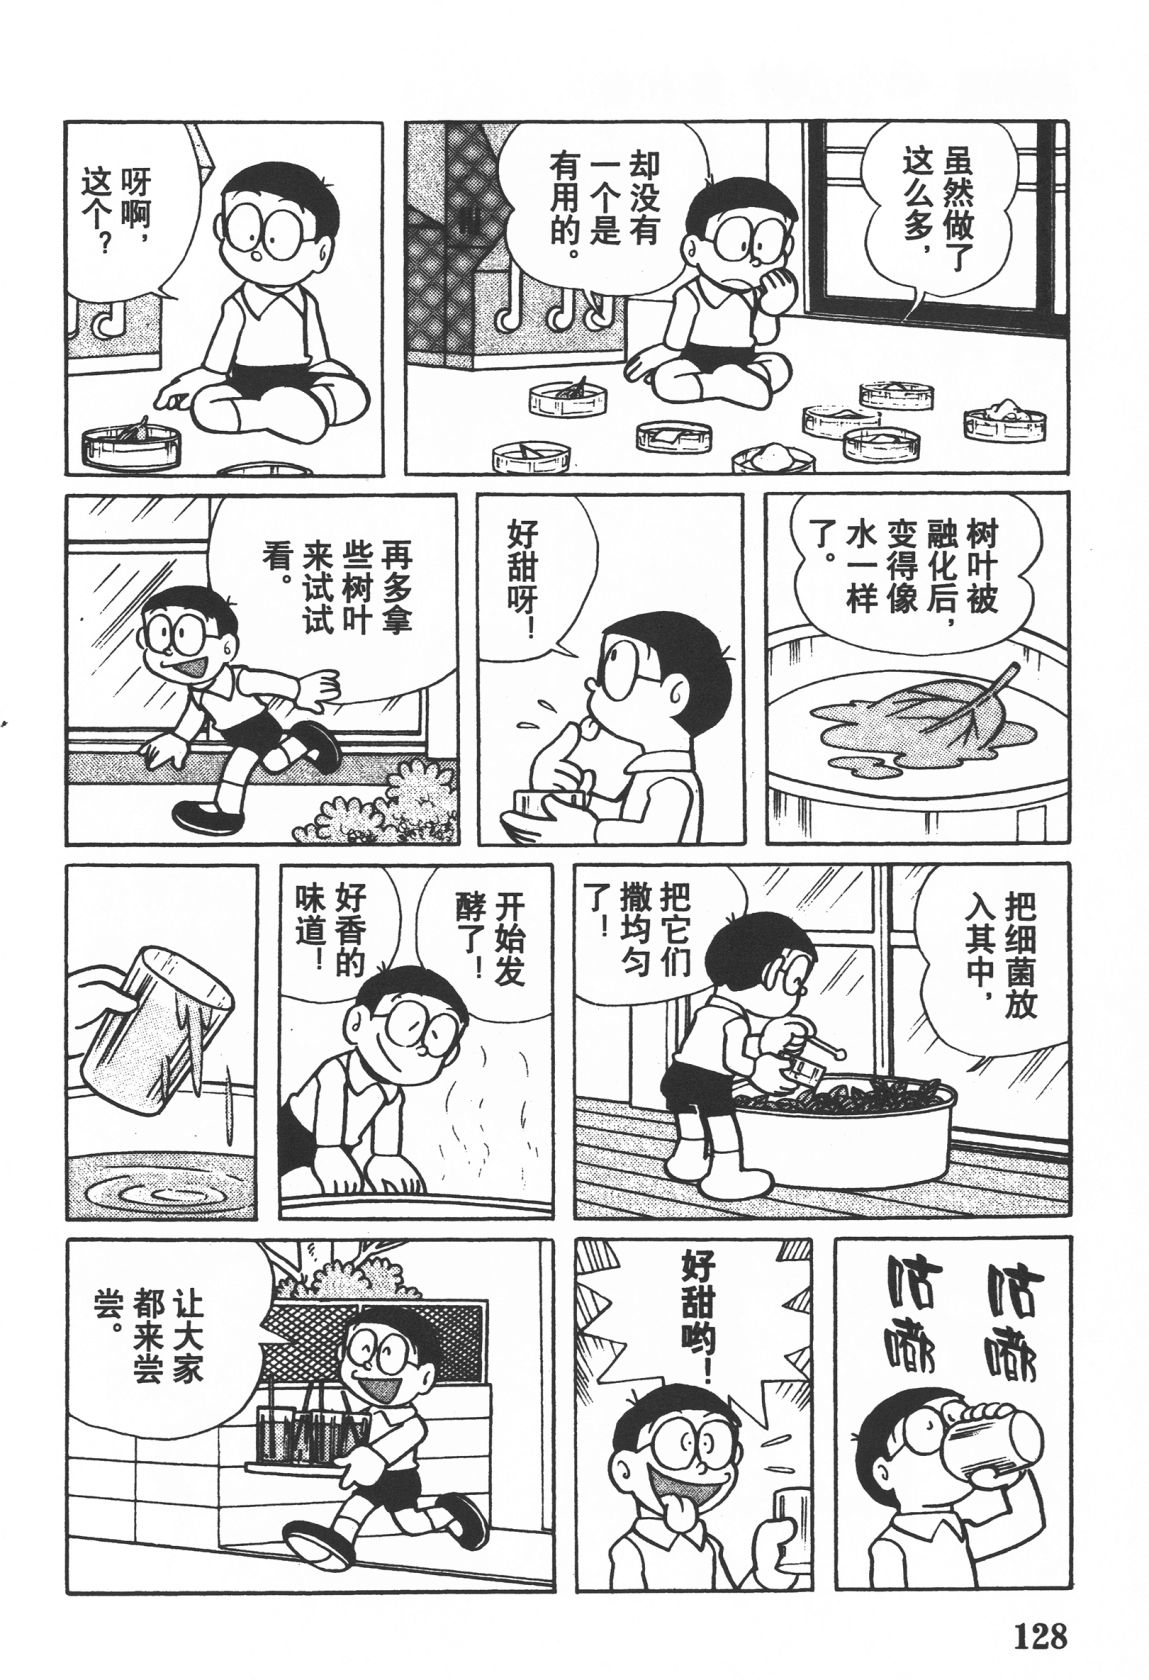 虽然做了
这么多，
却没有
一个是
有用的。
呀啊，
这个？
树叶被
融化后，
变得像
水一样
了。
好甜呀！
再多拿
些树叶
来试试
看。
把细菌放
入其中，
把它们
撒均匀
了！
开始发
酵了！
好香的
味道！
咕嘟
咕嘟
好甜哟！
让大家
都来尝
尝。
128